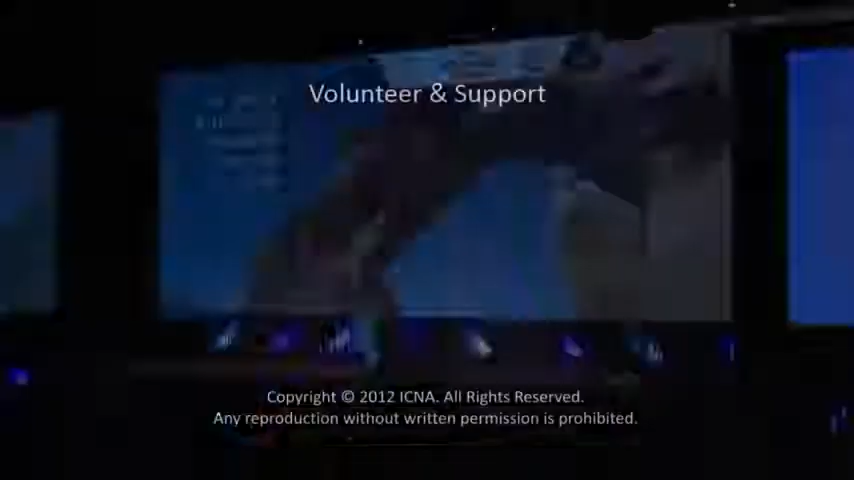 Volunteer & Support
Copyright © 2012 ICNA. All Rights Reserved.
Any reproduction without written permission is prohibited.